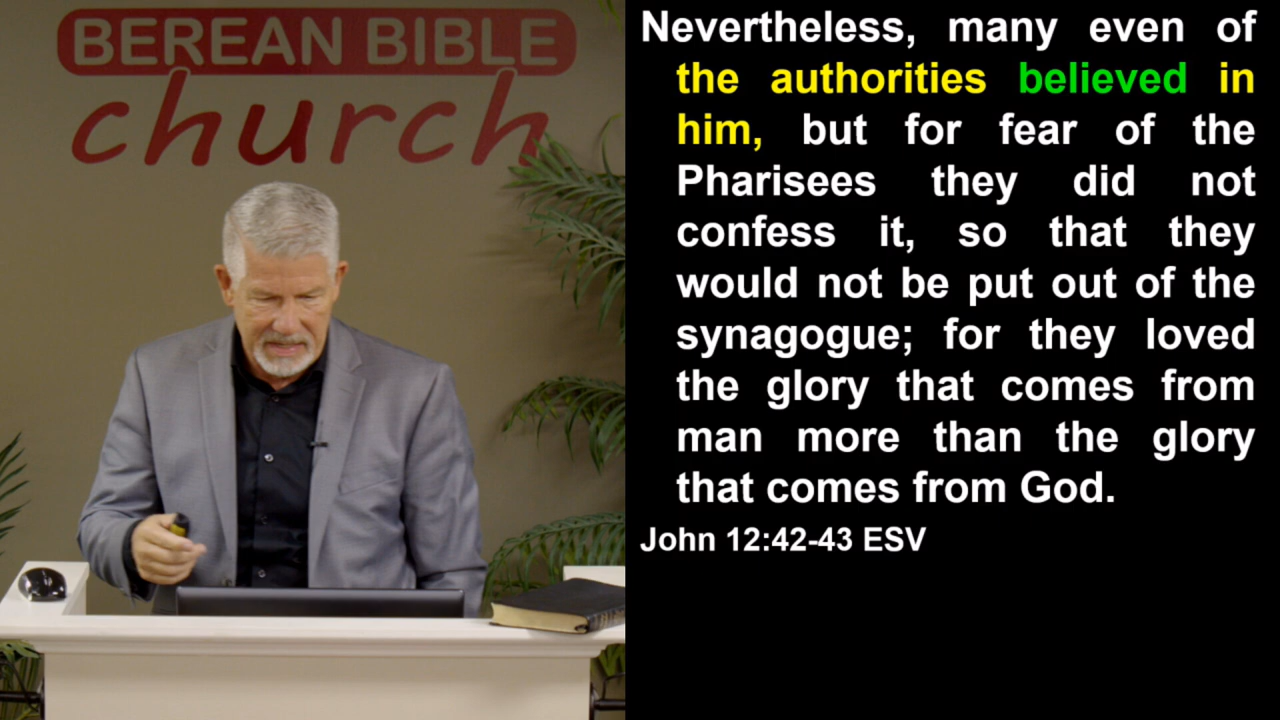 BEREAN BIBLE
church
Nevertheless, many even of
the authorities believed in
him, but for fear of the
Pharisees they did not
confess it, so that they
would not be put out of the
synagogue; for they loved
the glory that comes from
man more than the glory
that comes from God.
John 12:42-43 ESV